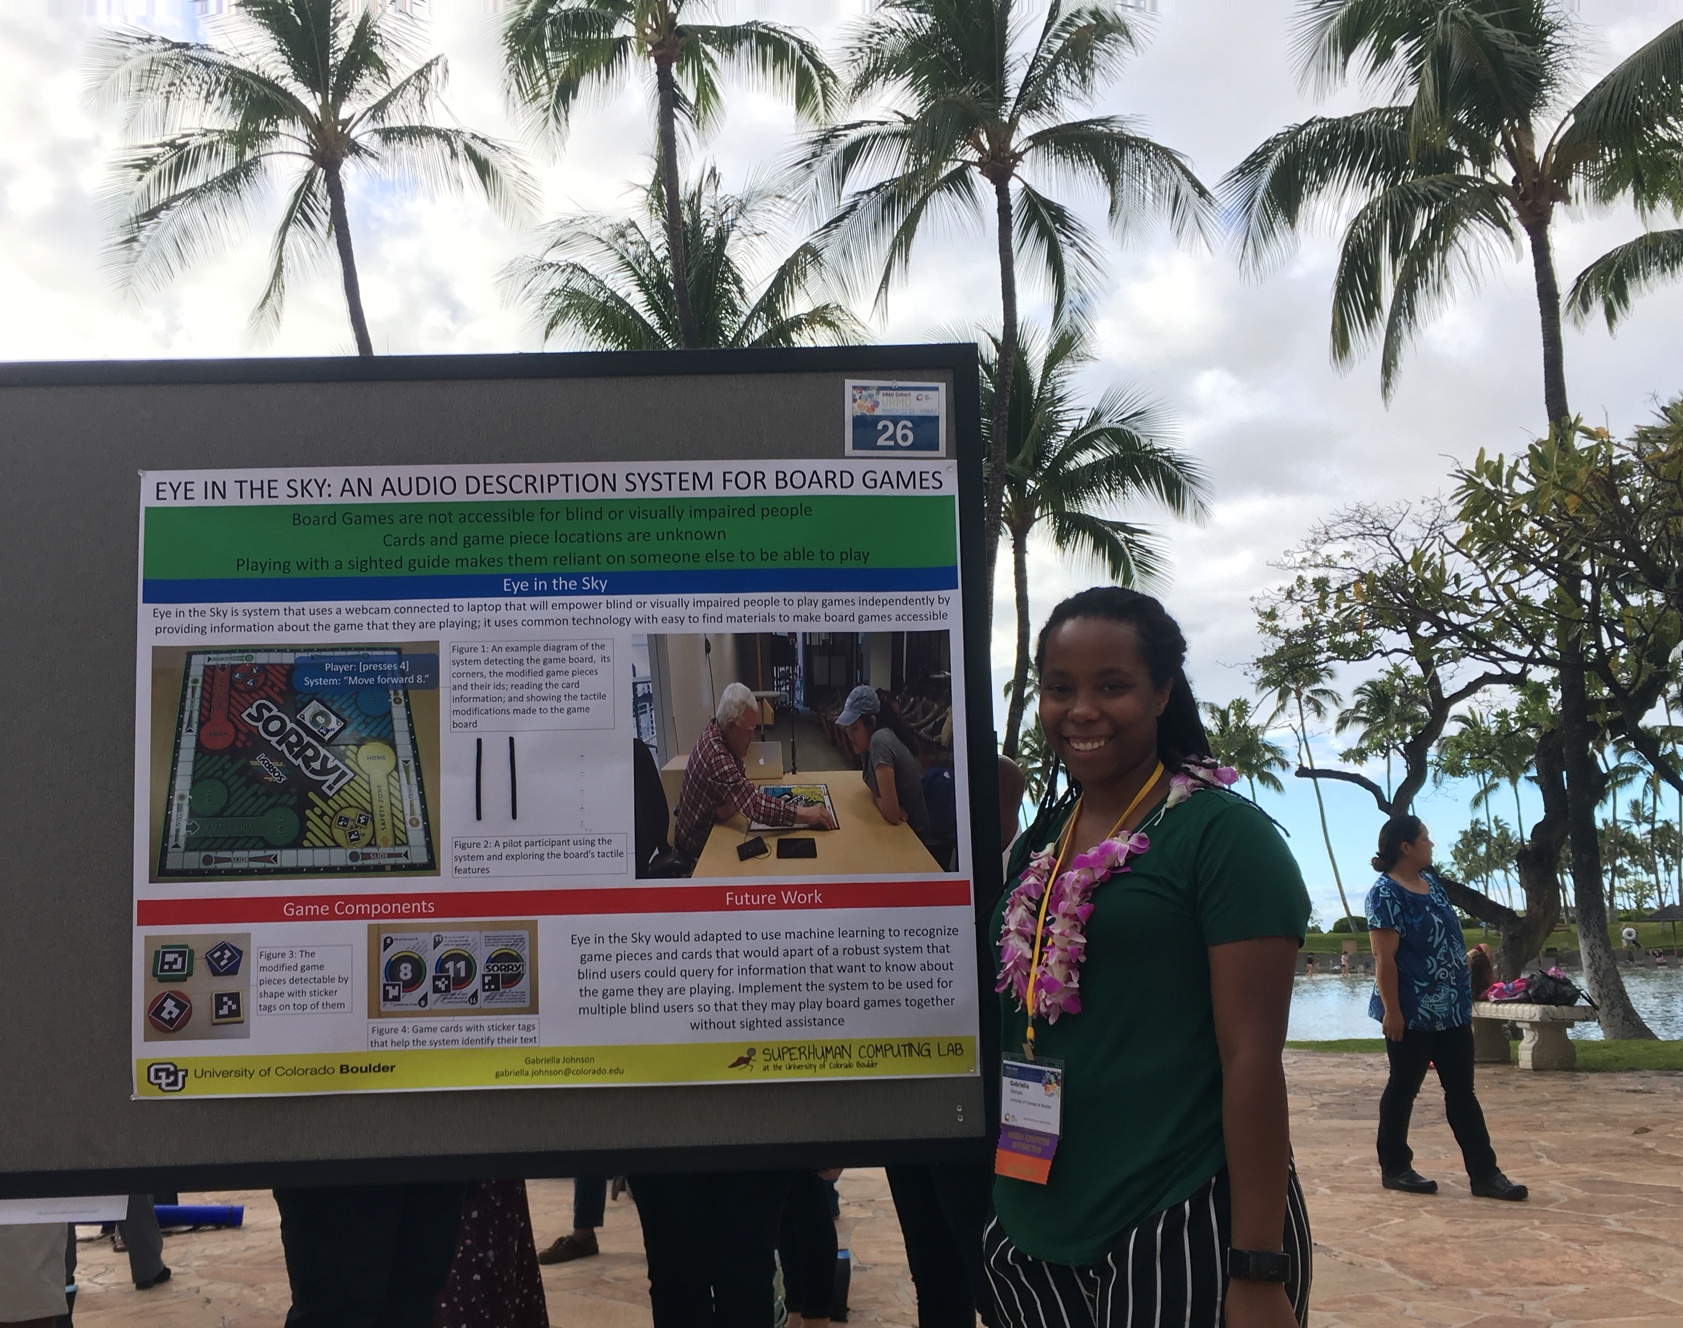 26
EYE IN THE SKY: AN AUDIO DESCRIPTION SYSTEM FOR BOARD GAMES
Board Games are not accessible for blind or visually impaired people
Cards and game piece locations are unknown
Playing with a sighted guide makes them reliant on someone else to be able to play
Eye in the Sky
Eye in the Sky is system that uses a webcam connected to laptop that will empower blind or visually impaired people to play games independently by
providing information about the game that they are playing; it uses common technology with easy to find materials to make board games accessible
Player: [presses 4]
System: "Move forward 8."
SORRY!
HOME
SAFETY ZONE
SLIDE
SLIDE
Figure 1: An example diagram of the
system detecting the game board, its
corners, the modified game pieces
and their ids; reading the card
information; and showing the tactile
modifications made to the game
board
Figure 2: A pilot participant using the
system and exploring the board's tactile
features
Game Components
Future Work
Figure 3: The
modified game
pieces detectable by
shape with sticker
tags on top of them
8
11
SORRY!
Figure 4: Game cards with sticker tags
that help the system identify their text
Eye in the Sky would adapted to use machine learning to recognize
game pieces and cards that would apart of a robust system that
blind users could query for information that want to know about
the game they are playing. Implement the system to be used for
multiple blind users so that they may play board games together
without sighted assistance
CU
University of Colorado Boulder
Gabriella Johnson
gabriella.johnson@colorado.edu
SUPERHUMAN COMPUTING LAB
at the University of Colorado Boulder
Gabriella